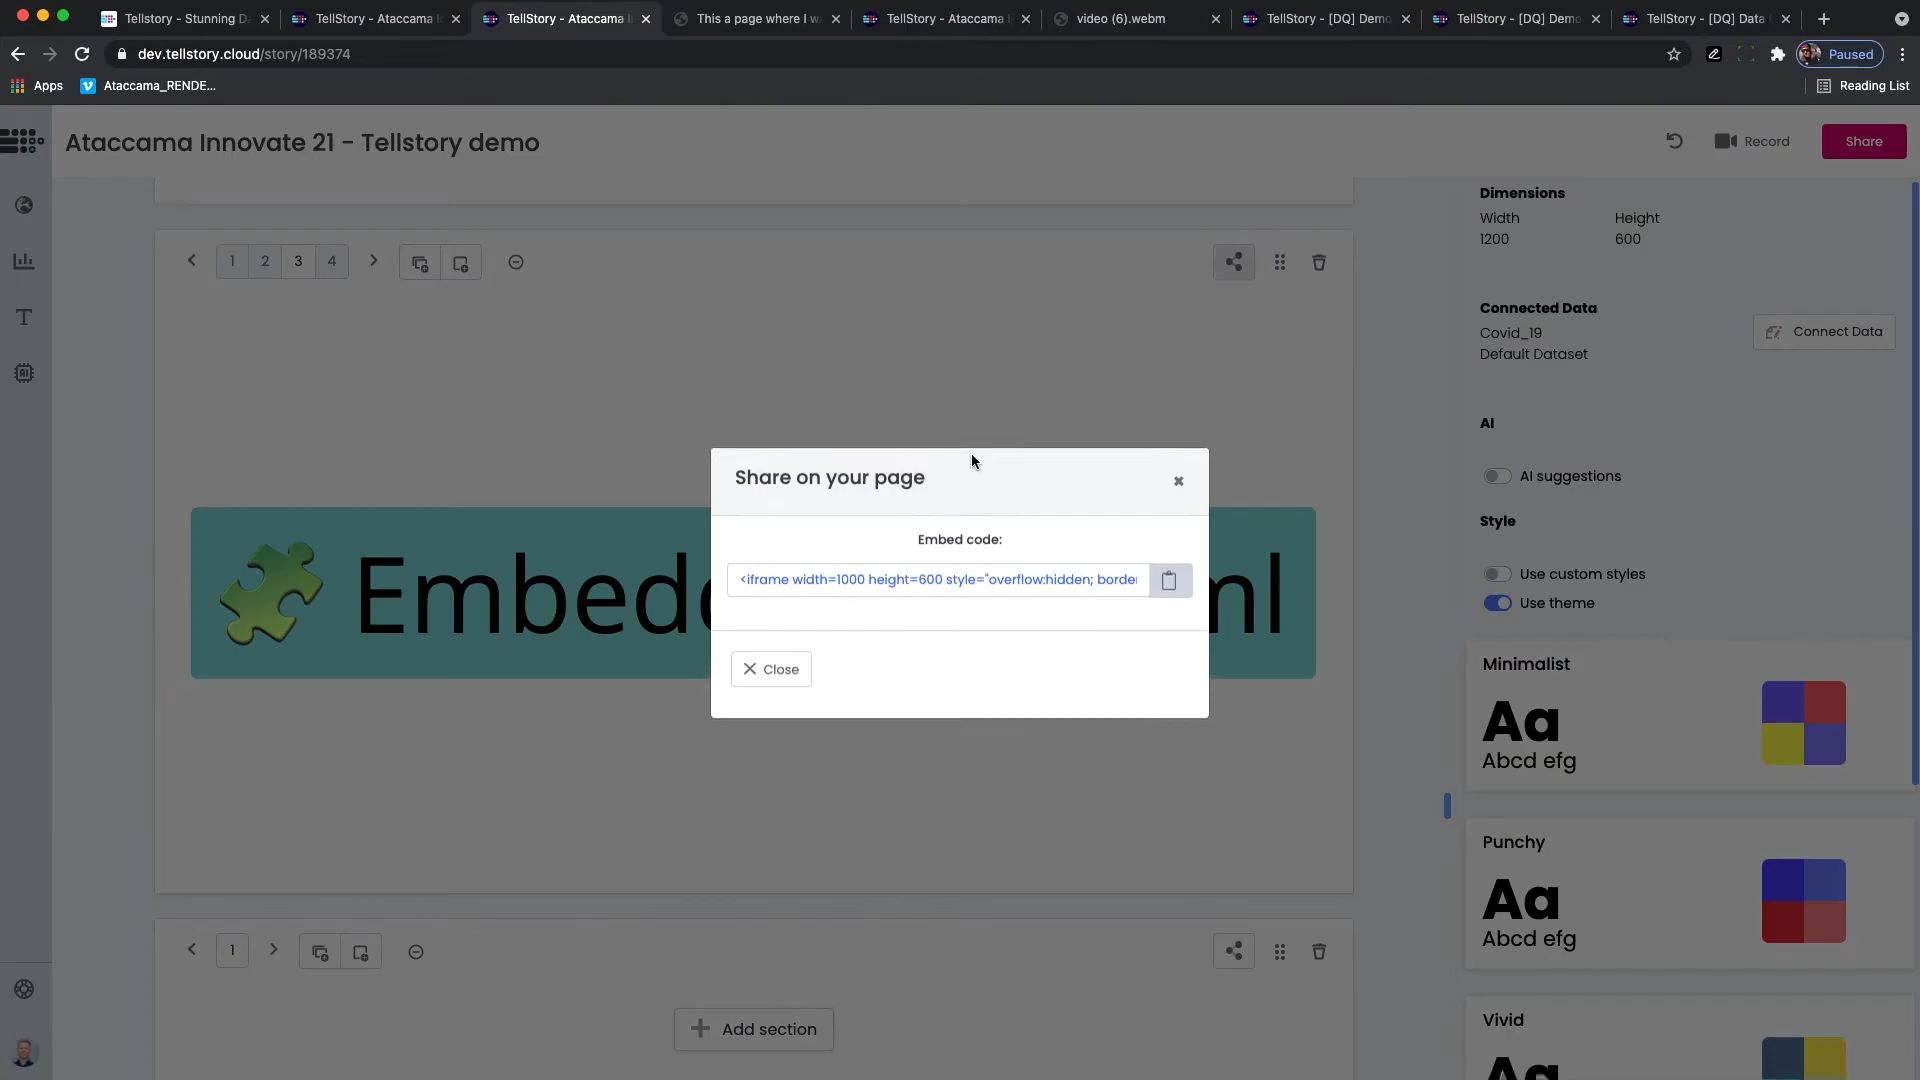 Tellstory - Stunning Da
TellStory - Ataccama I
TellStory - Ataccama I
This a page where I w
TellStory - Ataccama I
video (6).webm
TellStory - [DQ] Demo
TellStory - [DQ] Demo
TellStory - [DQ] Data
dev.tellstory.cloud/story/189374
Paused
Apps
Ataccama_RENDE...
Reading List
Ataccama Innovate 21 - Tellstory demo
Record
Share
Dimensions
Width
Height
1200
600
1
2
3
4
Connected Data
Covid_19
Default Dataset
Connect Data
AI
AI
AI suggestions
Style
Use custom styles
Use theme
Share on your page
Embed code:
<iframe width=1000 height=600 style="overflow:hidden; border
Close
Minimalist
Aa
Abcd efg
Punchy
Aa
Abcd efg
1
Add section
Vivid
Aa